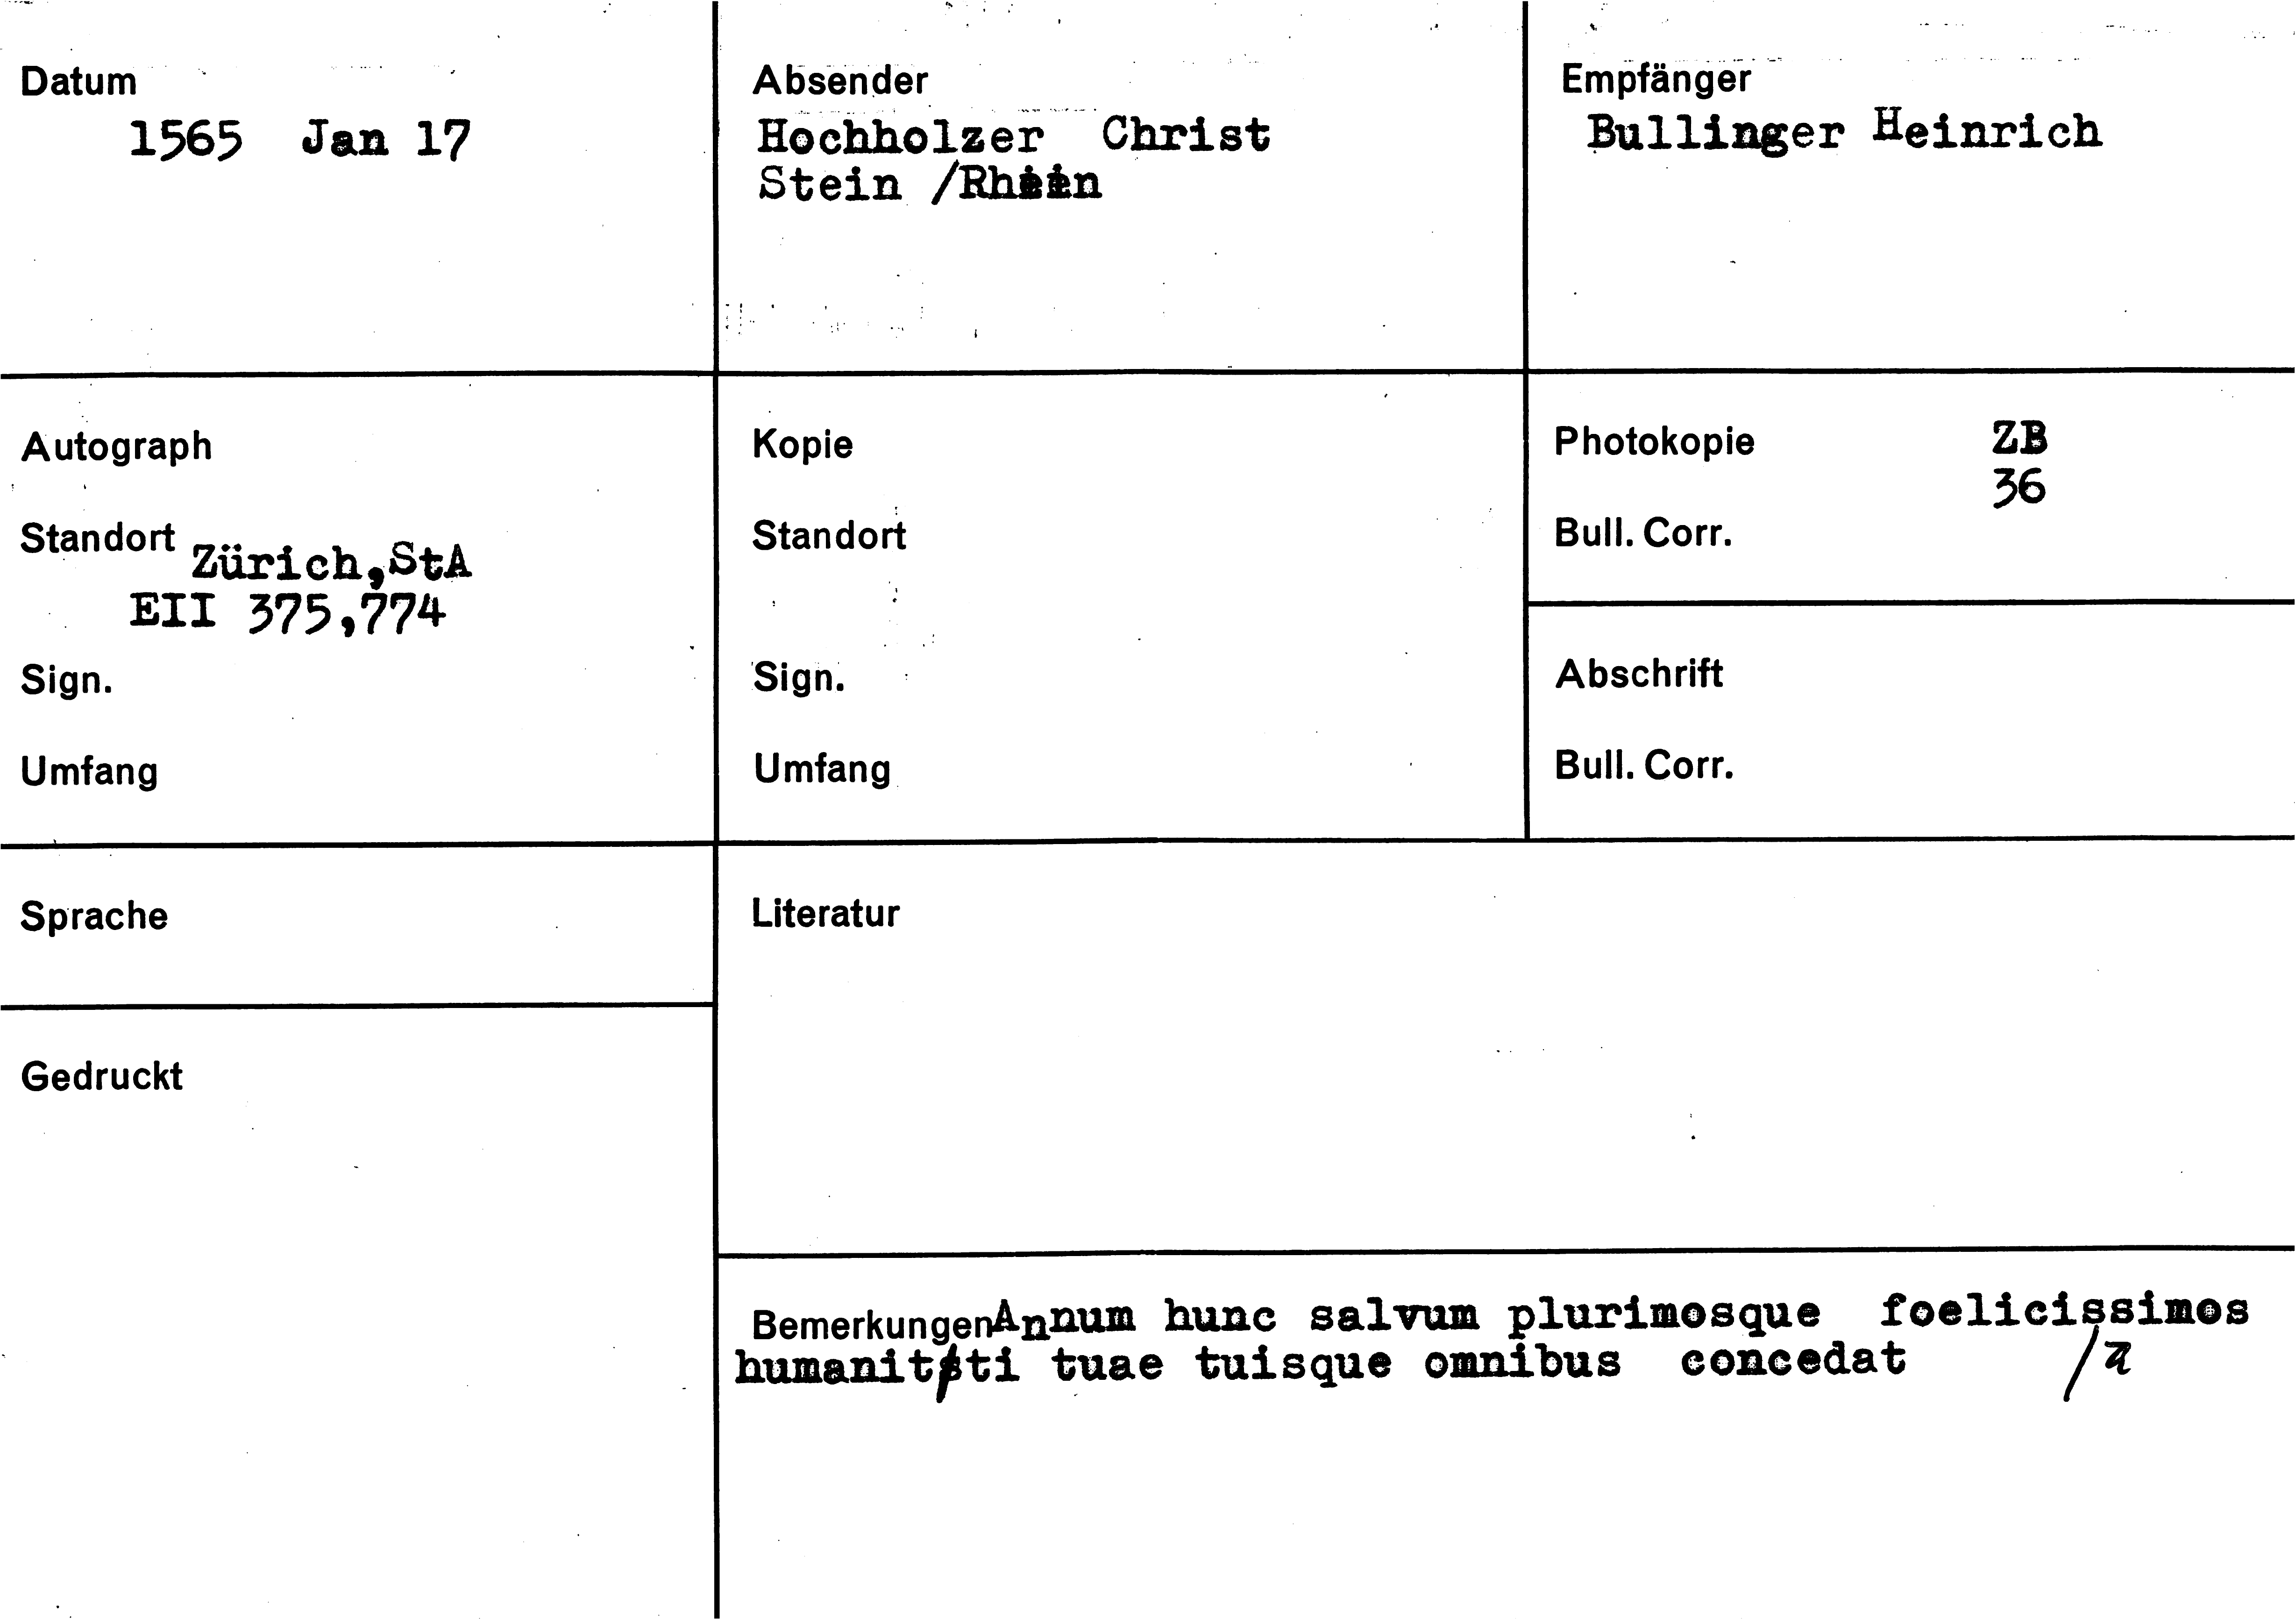 Datum
1565 Jan 17
Absender
Hochholzer Christ
Stein /Rhein
Empfänger
Bullinger Heinrich
Autograph
Standort Zürich,StA
EII 375,774
Sign.
Umfang
Kopie
Standort
Sign.
Umfang
Photokopie ZB
36
Bull. Corr.
Abschrift
Bull. Corr.
Sprache
Gedruckt
Literatur
Bemerkungen Annum hunc salvum plurimosque foelicissimos
humanitati tuae tuisque omnibus concedat /a